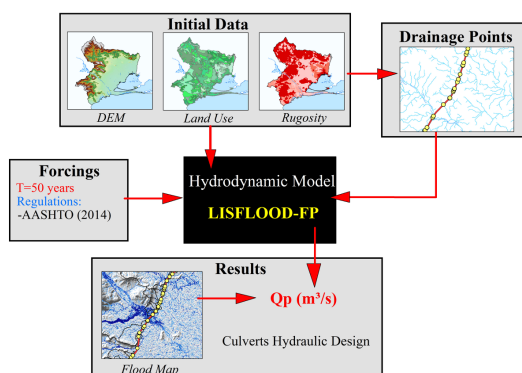 Initial Data
DEM
Land Use
Rugosity
Drainage Points
Forcings
T=50 years
Regulations:
-AASHTO (2014)
Hydrodynamic Model
LISFLOOD-FP
Results
Qp (m³/s)
Culverts Hydraulic Design
Flood Map